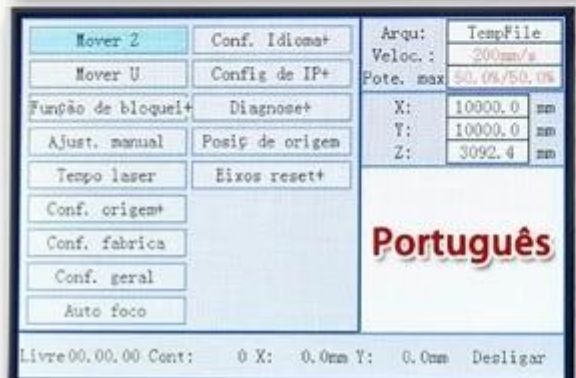 Mover Z
Mover U
Função de bloquei+
Ajust. manual
Tempo laser
Conf. origem+
Conf. fabrica
Conf. geral
Auto foco
Conf. Idioma+
Config de IP+
Diagnose+
Posiç de origem
Eixos reset+
Arqu: TempFile
Veloc.: 200mm/s
Pote. max 50.0%/50.0%
X: 10000.0 mm
Y: 10000.0 mm
Z: 3092.4 mm
Português
Livre 00.00.00 Cont: 0 X: 0.0mm Y: 0.0mm Desligar